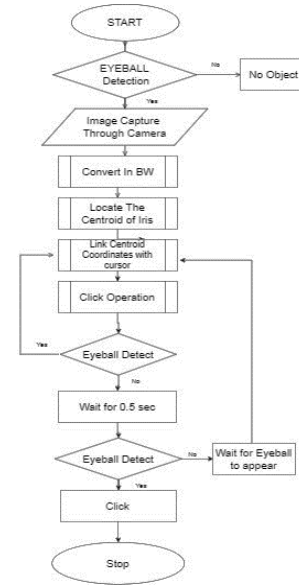 START
EYEBALL
Detection
No
No Object
Yes
Image Capture
Through Camera
Convert In BW
Locate The
Centroid of Iris
Link Centroid
Coordinates with
cursor
Click Operation
Yes
Eyeball Detect
No
Wait for 0.5 sec
Eyeball Detect
No
Wait for Eyeball
to appear
Yes
Click
Stop